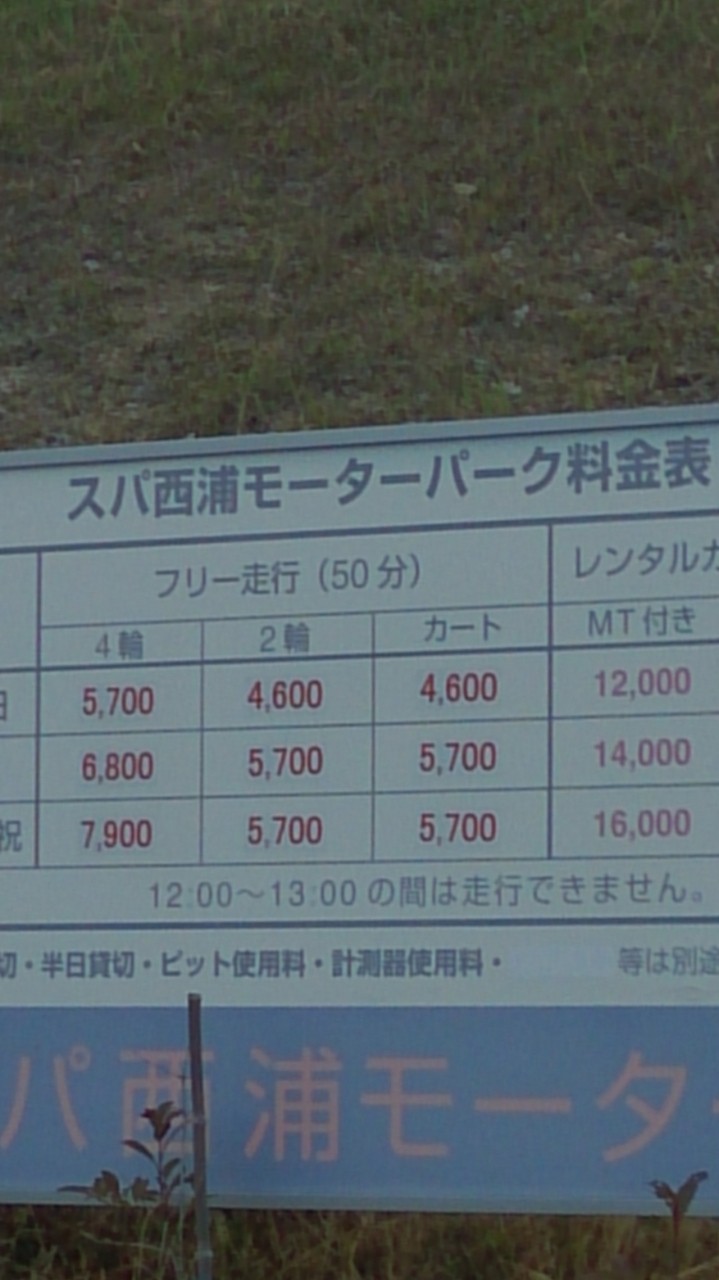 スパ西浦モーターパーク料金表
フリー走行(50分) レンタルカ
4輪 2輪 カート MT付き
日 5,700 4,600 4,600 12,000
6,800 5,700 5,700 14,000
祝 7,900 5,700 5,700 16,000
12:00～13:00の間は走行できません。
切・半日貸切・ピット使用料・計測器使用料・ 等は別途
パ西浦モータ